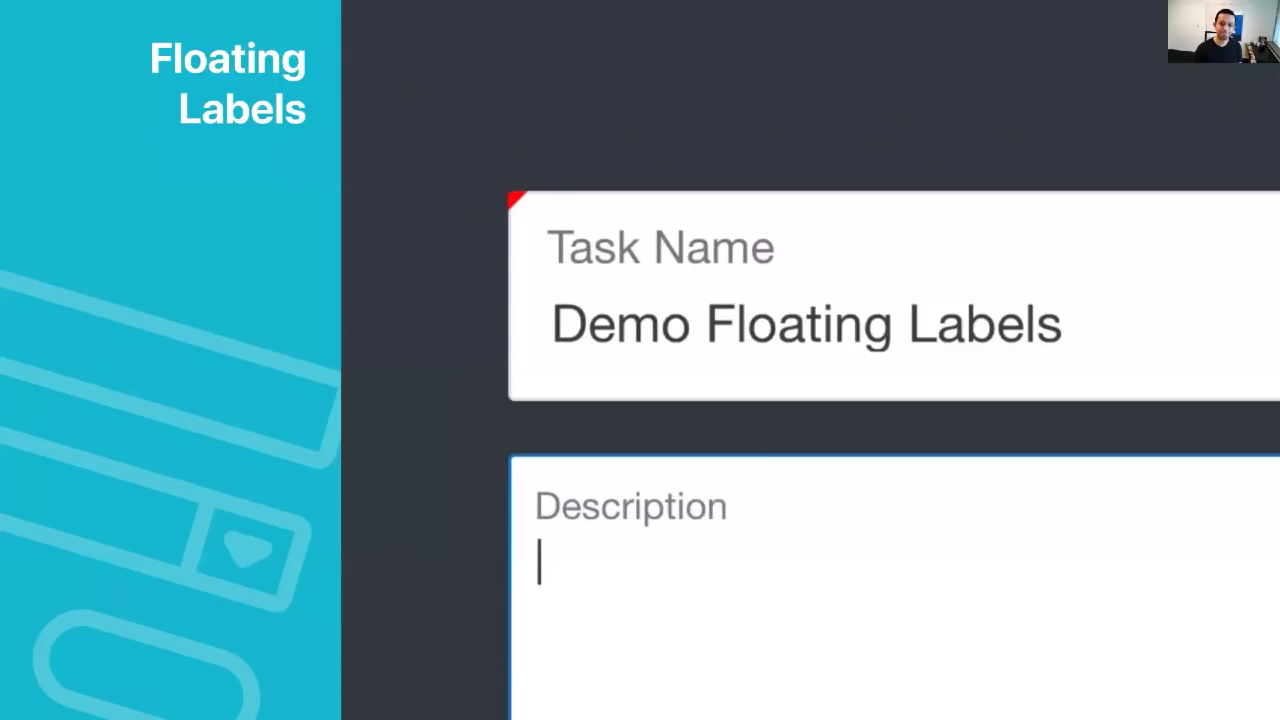 Floating
Labels
Task Name
Demo Floating Labels
Description